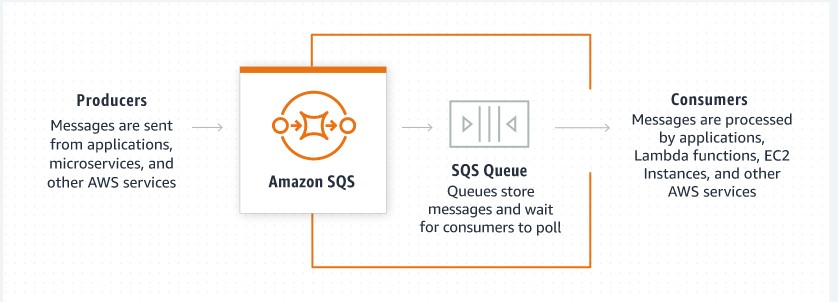 Producers
Messages are sent
from applications,
microservices, and
other AWS services
Amazon SQS
SQS Queue
Queues store
messages and wait
for consumers to poll
Consumers
Messages are processed
by applications,
Lambda functions, EC2
Instances, and other
AWS services